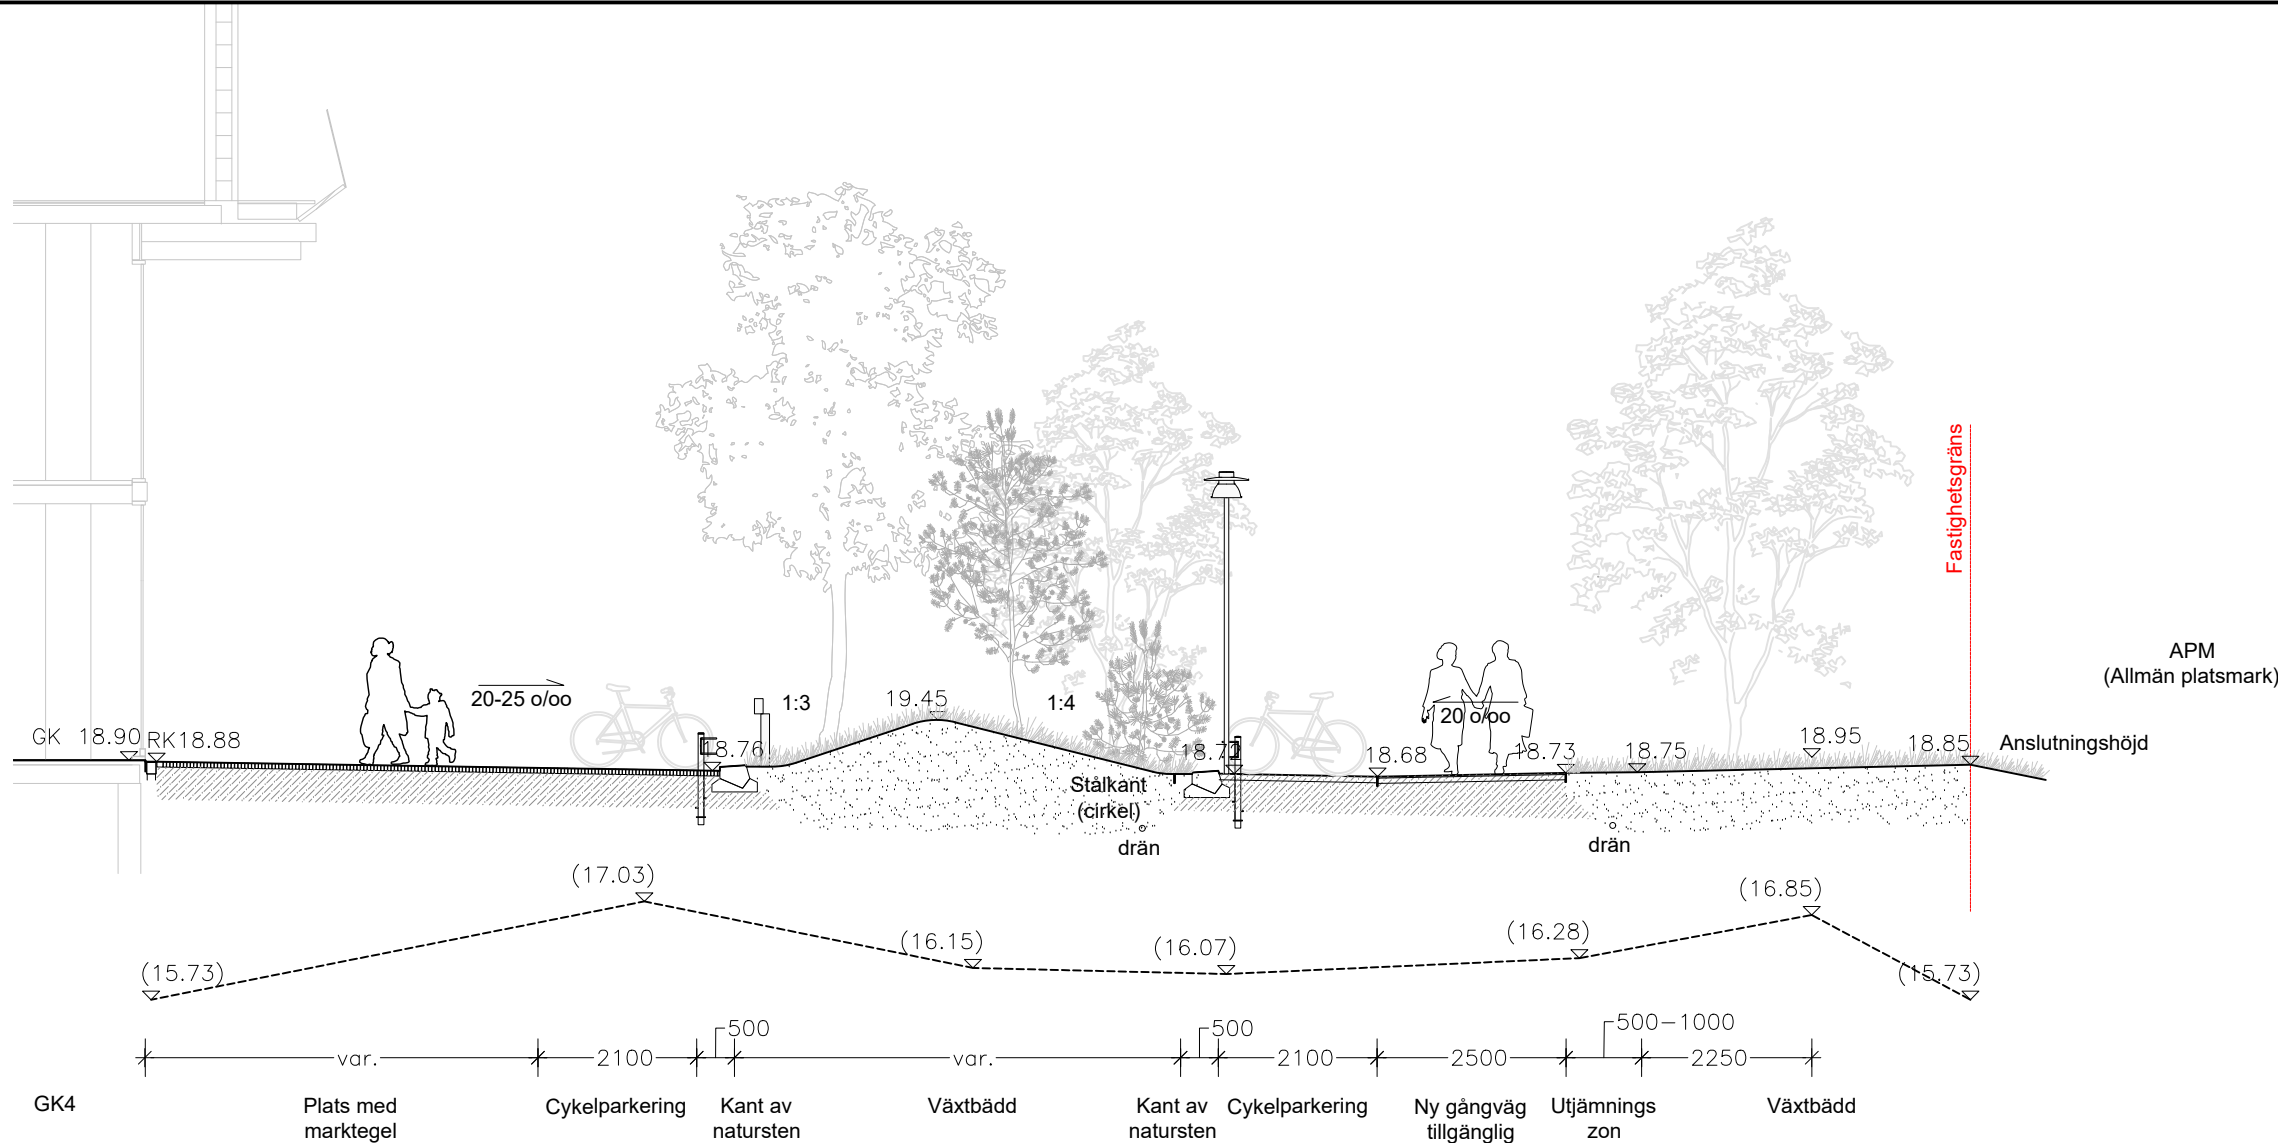 Fastighetsgräns
APM
(Allmän platsmark)
20-25 o/oo
1:3
19.45
1:4
20 o/oo
GK 18.90
RK18.88
18.76
18.72
18.68
18.73
18.75
18.95
18.85
Anslutningshöjd
Stålkant
(cirkel)
drän
drän
(17.03)
(16.85)
(16.15)
(16.07)
(16.28)
(15.73)
(15.73)
500
500
500-1000
var.
2100
var.
2100
2500
2250
GK4
Plats med
marktegel
Cykelparkering
Kant av
natursten
Växtbädd
Kant av
natursten
Cykelparkering
Ny gångväg
tillgänglig
Utjämnings
zon
Växtbädd